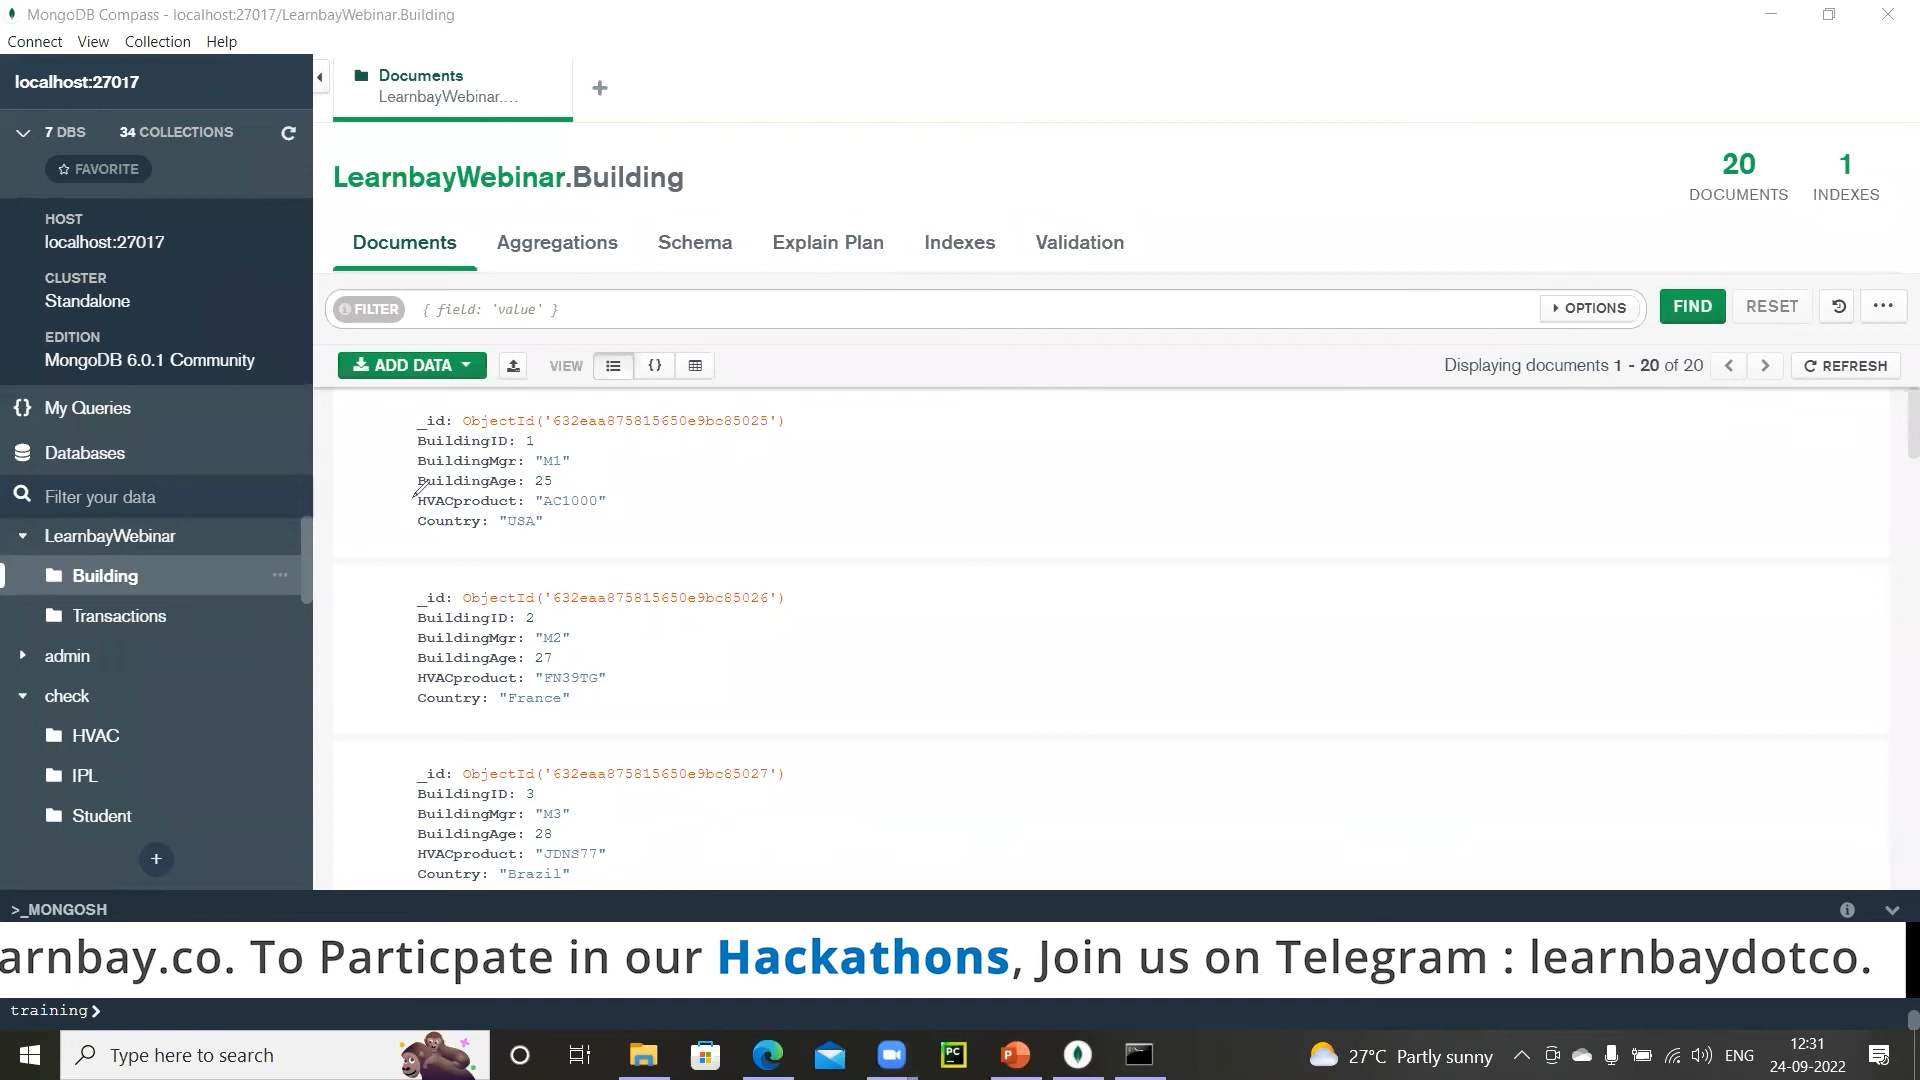 MongoDB Compass - localhost:27017/LearnbayWebinar.Building
Connect View Collection Help
localhost:27017
7 DBS 34 COLLECTIONS
FAVORITE
HOST
localhost:27017
CLUSTER
Standalone
EDITION
MongoDB 6.0.1 Community
{} My Queries
Databases
Filter your data
LearnbayWebinar
Building ...
Transactions
admin
check
HVAC
IPL
Student
+
Documents
LearnbayWebinar....
+
LearnbayWebinar.Building
20
DOCUMENTS
1
INDEXES
Documents Aggregations Schema Explain Plan Indexes Validation
FILTER { field: 'value' } OPTIONS FIND RESET ...
ADD DATA VIEW {} Displaying documents 1 - 20 of 20 < > REFRESH
_id: ObjectId('632eaa875815650e9bc85025')
BuildingID: 1
BuildingMgr: "M1"
BuildingAge: 25
HVACproduct: "AC1000"
Country: "USA"
_id: ObjectId('632eaa875815650e9bc85026')
BuildingID: 2
BuildingMgr: "M2"
BuildingAge: 27
HVACproduct: "FN39TG"
Country: "France"
_id: ObjectId('632eaa875815650e9bc85027')
BuildingID: 3
BuildingMgr: "M3"
BuildingAge: 28
HVACproduct: "JDNS77"
Country: "Brazil"
>_MONGOSH
arnbay.co. To Particpate in our Hackathons, Join us on Telegram : learnbaydotco.
training>
Type here to search
PC
P
27°C Partly sunny
ENG
12:31
24-09-2022